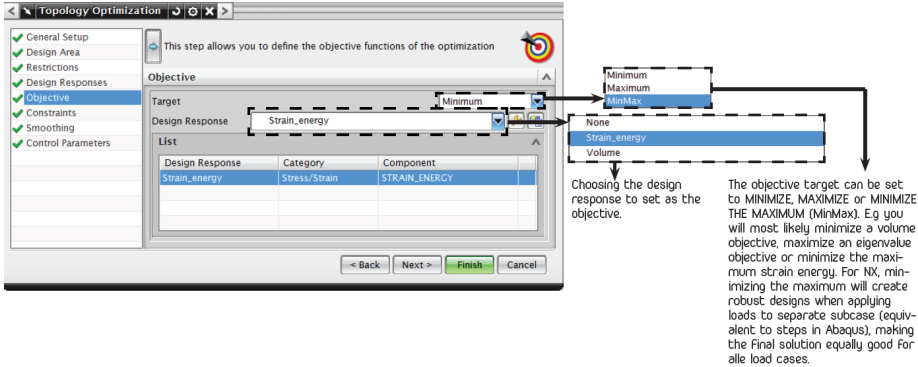 Topology Optimization
General Setup
Design Area
Restrictions
Design Responses
Objective
Constraints
Smoothing
Control Parameters
This step allows you to define the objective functions of the optimization
Objective
Target
Minimum
Design Response
Strain_energy
List
Design Response Category Component
Strain_energy Stress/Strain STRAIN_ENERGY
< Back Next > Finish Cancel
Minimum
Maximum
MinMax
None
Strain_energy
Volume
Choosing the design
response to set as the
objective.
The objective target can be set
to MINIMIZE, MAXIMIZE or MINIMIZE
THE MAXIMUM (MinMax). E.g you
will most likely minimize a volume
objective, maximize an eigenvalue
objective or minimize the maxi-
mum strain energy. For NX, min-
imizing the maximum will create
robust designs when applying
loads to separate subcase (equiv-
alent to steps in Abaqus), making
the final solution equally good for
alle load cases.